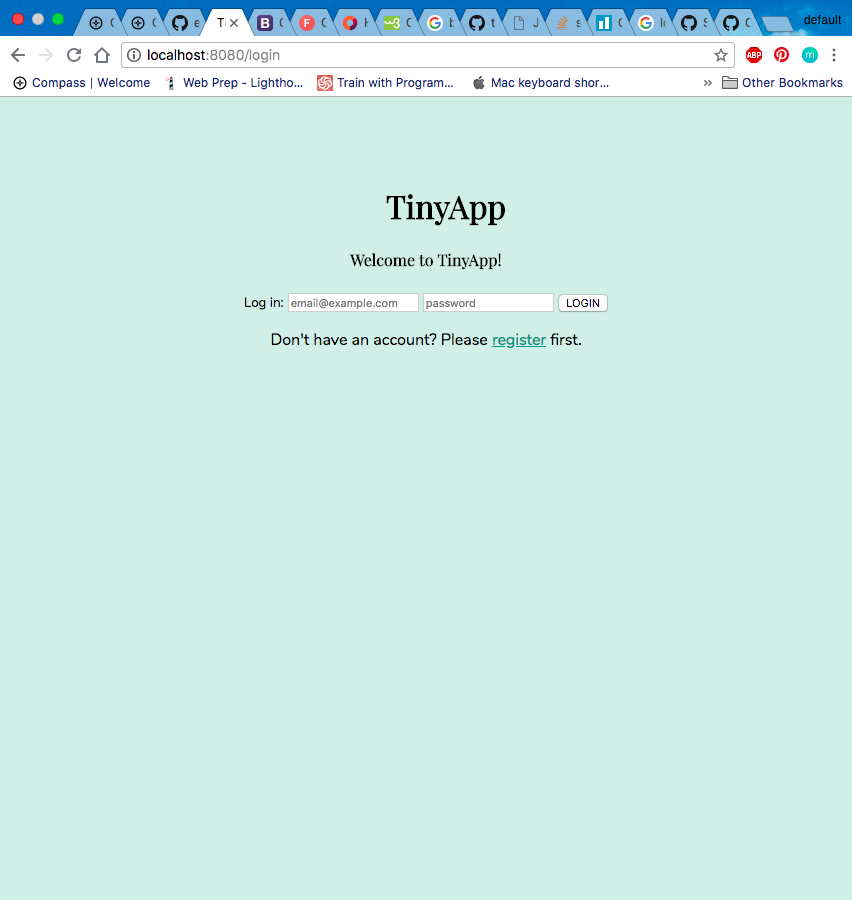 default
localhost:8080/login
Compass | Welcome Web Prep - Lightho... Train with Program... Mac keyboard shor... » Other Bookmarks
TinyApp
Welcome to TinyApp!
Log in: email@example.com password LOGIN
Don't have an account? Please register first.